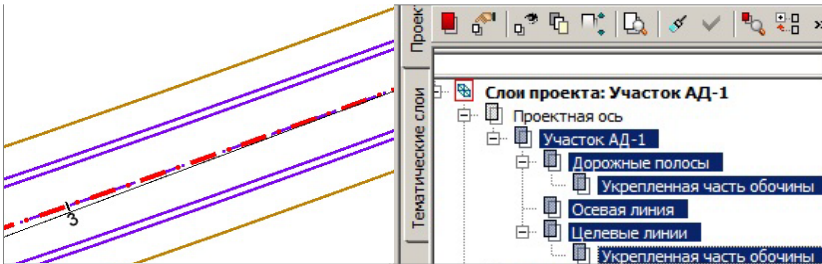 3
Проек
Тематические слои
»
Слои проекта: Участок АД-1
Проектная ось
Участок АД-1
Дорожные полосы
Укрепленная часть обочины
Осевая линия
Целевые линии
Укрепленная часть обочины